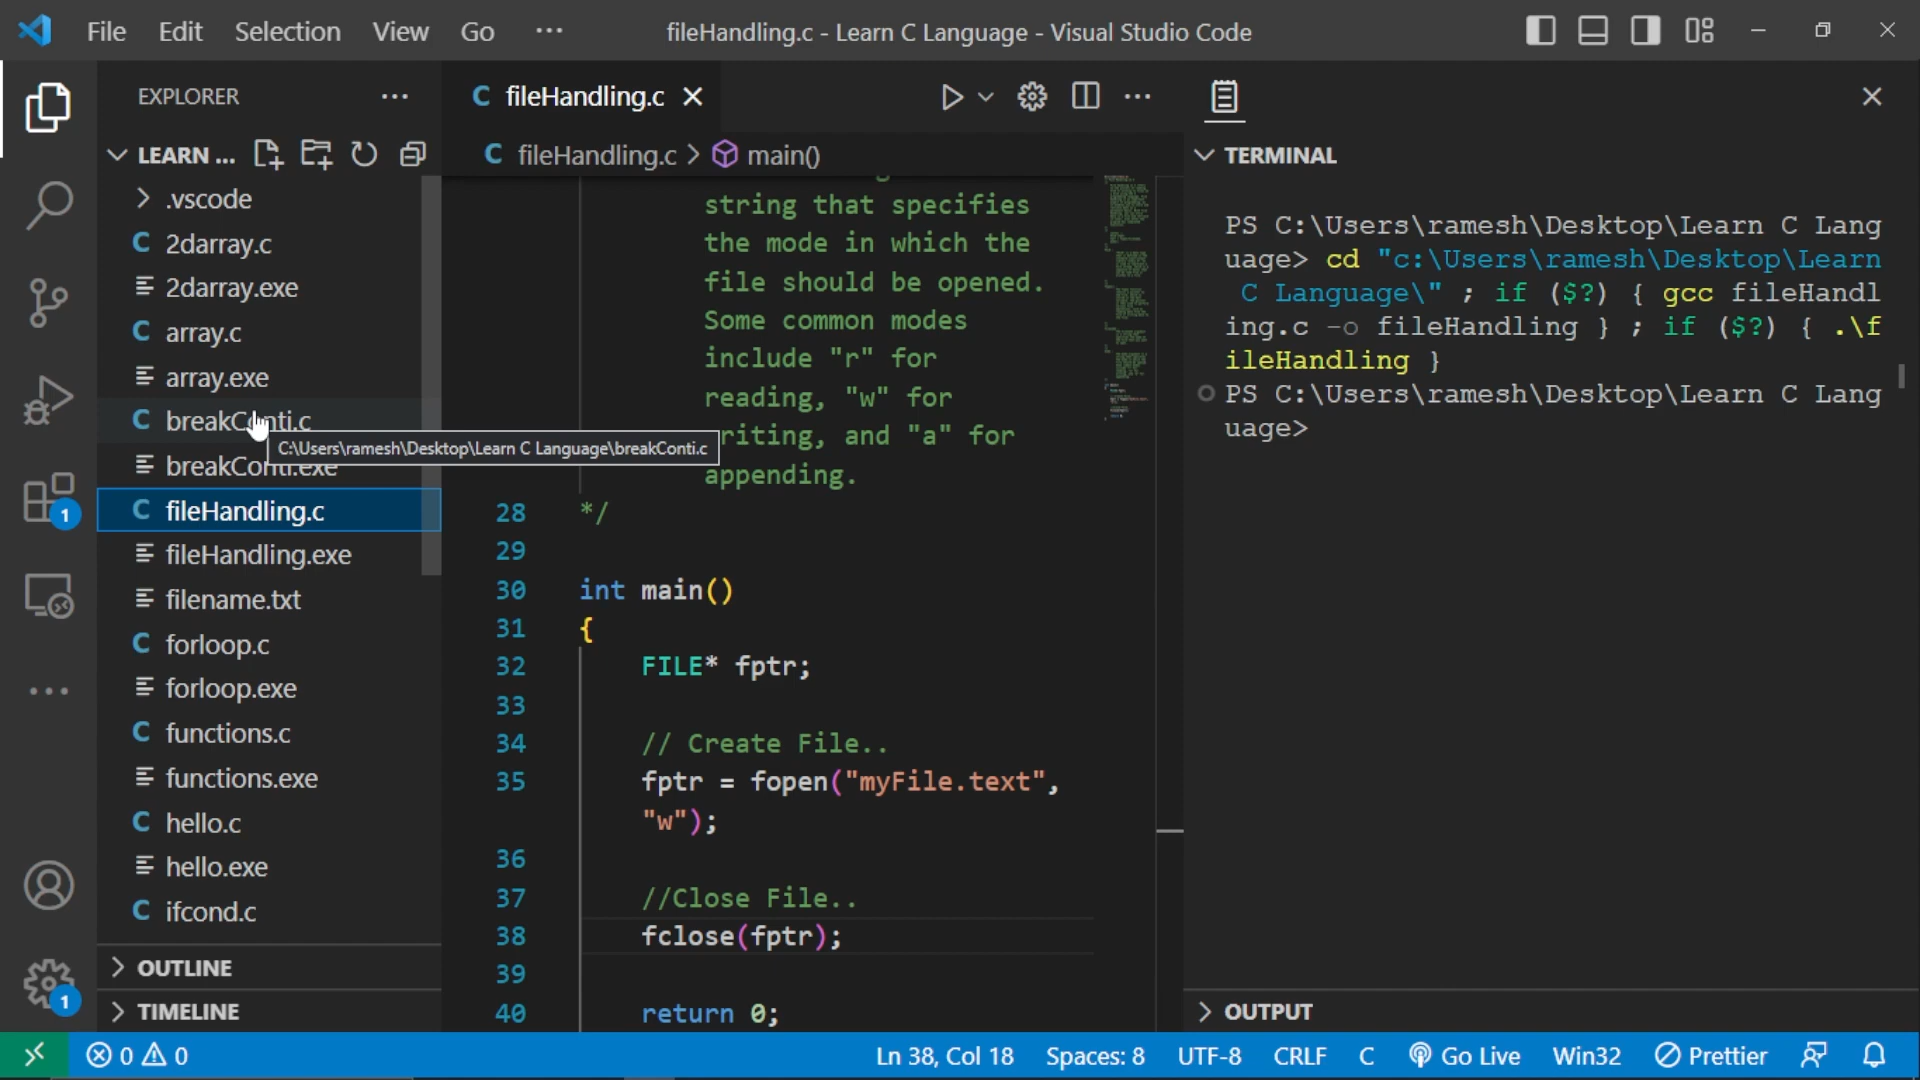 File Edit Selection View Go ··· fileHandling.c - Learn C Language - Visual Studio Code
EXPLORER ···
LEARN ...
.vscode
C 2darray.c
2darray.exe
C array.c
array.exe
C breakConti.c
C:\Users\ramesh\Desktop\Learn C Language\breakConti.c
breakConti.exe
C fileHandling.c
fileHandling.exe
filename.txt
C forloop.c
forloop.exe
C functions.c
functions.exe
C hello.c
hello.exe
C ifcond.c
OUTLINE
TIMELINE
1
1
C fileHandling.c
C fileHandling.c > main()
string that specifies
the mode in which the
file should be opened.
Some common modes
include "r" for
reading, "w" for
riting, and "a" for
appending.
28 */
29
30 int main()
31 {
32 FILE* fptr;
33
34 // Create File..
35 fptr = fopen("myFile.text",
"w");
36
37 //Close File..
38 fclose(fptr);
39
40 return 0;
TERMINAL
PS C:\Users\ramesh\Desktop\Learn C Lang
uage> cd "c:\Users\ramesh\Desktop\Learn
C Language\" ; if ($?) { gcc fileHandl
ing.c -o fileHandling } ; if ($?) { .\f
ileHandling }
PS C:\Users\ramesh\Desktop\Learn C Lang
uage>
OUTPUT
0 0 Ln 38, Col 18 Spaces: 8 UTF-8 CRLF C Go Live Win32 Prettier